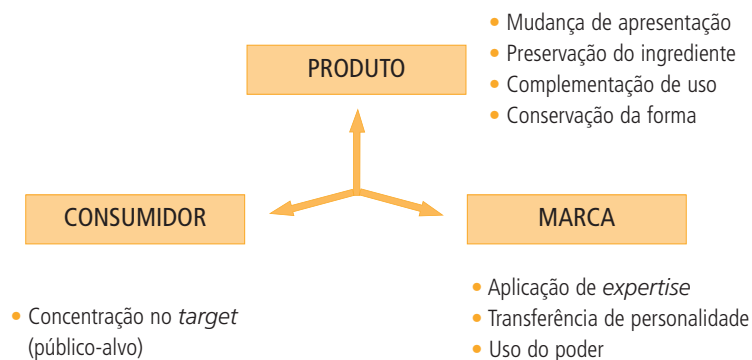 PRODUTO
• Mudança de apresentação
• Preservação do ingrediente
• Complementação de uso
• Conservação da forma
CONSUMIDOR
• Concentração no target
(público-alvo)
MARCA
• Aplicação de expertise
• Transferência de personalidade
• Uso do poder